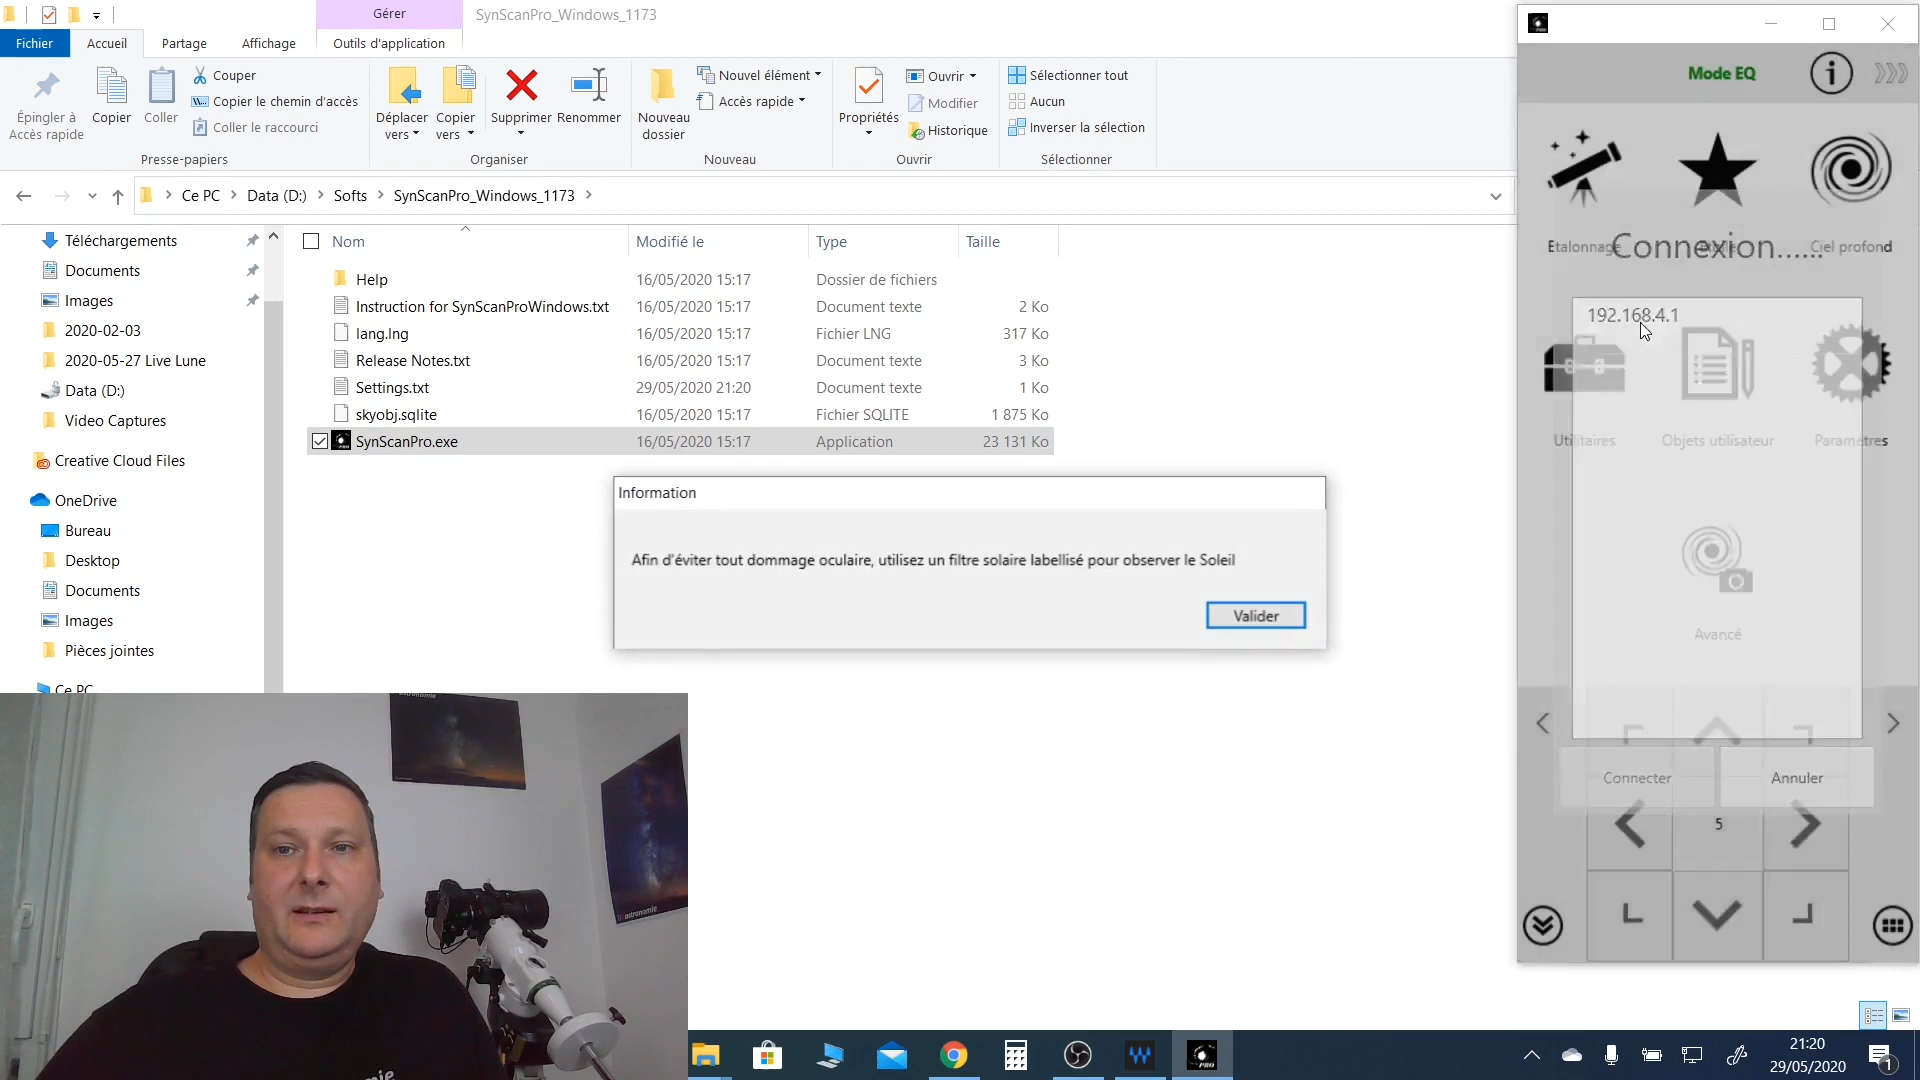 Gérer
SynScanPro_Windows_1173
Fichier
Accueil
Partage
Affichage
Outils d'application
Épingler à
Accès rapide
Copier
Coller
Couper
Copier le chemin d'accès
Coller le raccourci
Presse-papiers
Déplacer
vers
Copier
vers
Supprimer
Renommer
Organiser
Nouveau
dossier
Nouvel élément
Accès rapide
Nouveau
Propriétés
Ouvrir
Modifier
Historique
Ouvrir
Sélectionner tout
Aucun
Inverser la sélection
Sélectionner
Ce PC > Data (D:) > Softs > SynScanPro_Windows_1173 >
Téléchargements
Documents
Images
2020-02-03
2020-05-27 Live Lune
Data (D:)
Video Captures
Creative Cloud Files
OneDrive
Bureau
Desktop
Documents
Images
Pièces jointes
Ce PC
Nom Modifié le Type Taille
Help 16/05/2020 15:17 Dossier de fichiers
Instruction for SynScanProWindows.txt 16/05/2020 15:17 Document texte 2 Ko
lang.lng 16/05/2020 15:17 Fichier LNG 317 Ko
Release Notes.txt 16/05/2020 15:17 Document texte 3 Ko
Settings.txt 29/05/2020 21:20 Document texte 1 Ko
skyobj.sqlite 16/05/2020 15:17 Fichier SQLITE 1 875 Ko
SynScanPro.exe 16/05/2020 15:17 Application 23 131 Ko
Information
Afin d'éviter tout dommage oculaire, utilisez un filtre solaire labellisé pour observer le Soleil
Valider
Mode EQ
Etalonnage
Connexion......
Ciel profond
192.168.4.1
Utilitaires
Objets utilisateur
Paramètres
Avancé
Connecter
Annuler
5
astronomie
PRO
21:20
29/05/2020
1